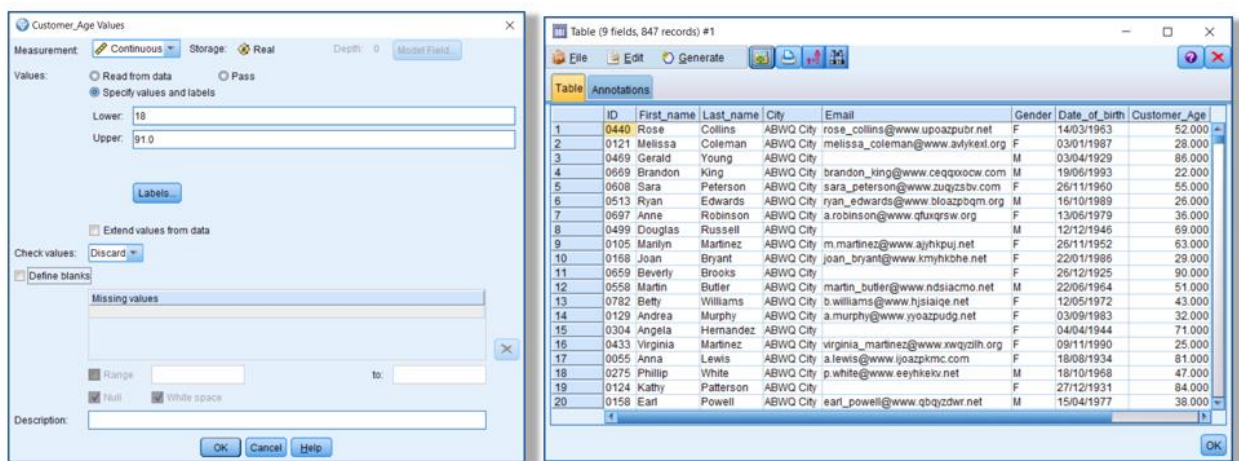 Customer_Age Values
Measurement: Continuous Storage: Real Depth: 0 Model Field...
Values: Read from data Pass
Specify values and labels
Lower: 18
Upper: 91.0
Labels...
Extend values from data
Check values: Discard
Define blanks
Missing values
Range to:
Null White space
Description:
OK Cancel Help
Table (9 fields, 847 records) #1
File Edit Generate
Table Annotations
ID First_name Last_name City Email Gender Date_of_birth Customer_Age
1 0440 Rose Collins ABWQ City rose_collins@www.upoazpubr.net F 14/03/1963 52.000
2 0121 Melissa Coleman ABWQ City melissa_coleman@www.avlykexl.org F 03/01/1987 28.000
3 0469 Gerald Young ABWQ City M 03/04/1929 86.000
4 0669 Brandon King ABWQ City brandon_king@www.ceqqxocw.com M 19/06/1993 22.000
5 0608 Sara Peterson ABWQ City sara_peterson@www.zuqyzsbv.com F 26/11/1960 55.000
6 0513 Ryan Edwards ABWQ City ryan_edwards@www.bloazpbqm.org M 16/10/1989 26.000
7 0697 Anne Robinson ABWQ City a.robinson@www.qfuxqrsw.org F 13/06/1979 36.000
8 0499 Douglas Russell ABWQ City M 12/12/1946 69.000
9 0105 Marilyn Martinez ABWQ City m.martinez@www.ajyhkpuj.net F 26/11/1952 63.000
10 0168 Joan Bryant ABWQ City joan_bryant@www.kmyhkbhe.net F 22/01/1986 29.000
11 0659 Beverly Brooks ABWQ City F 26/12/1925 90.000
12 0558 Martin Butler ABWQ City martin_butler@www.ndsiacmo.net M 22/06/1964 51.000
13 0782 Betty Williams ABWQ City b.williams@www.hjsiaiqe.net F 12/05/1972 43.000
14 0129 Andrea Murphy ABWQ City a.murphy@www.yyoazpudg.net F 03/09/1983 32.000
15 0304 Angela Hernandez ABWQ City F 04/04/1944 71.000
16 0433 Virginia Martinez ABWQ City virginia_martinez@www.xwqyzilh.org F 09/11/1990 25.000
17 0055 Anna Lewis ABWQ City a.lewis@www.ijoazpkmc.com F 18/08/1934 81.000
18 0275 Phillip White ABWQ City p.white@www.eeyhkekv.net M 18/10/1968 47.000
19 0124 Kathy Patterson ABWQ City F 27/12/1931 84.000
20 0158 Earl Powell ABWQ City earl_powell@www.qbqyzdwr.net M 15/04/1977 38.000
OK